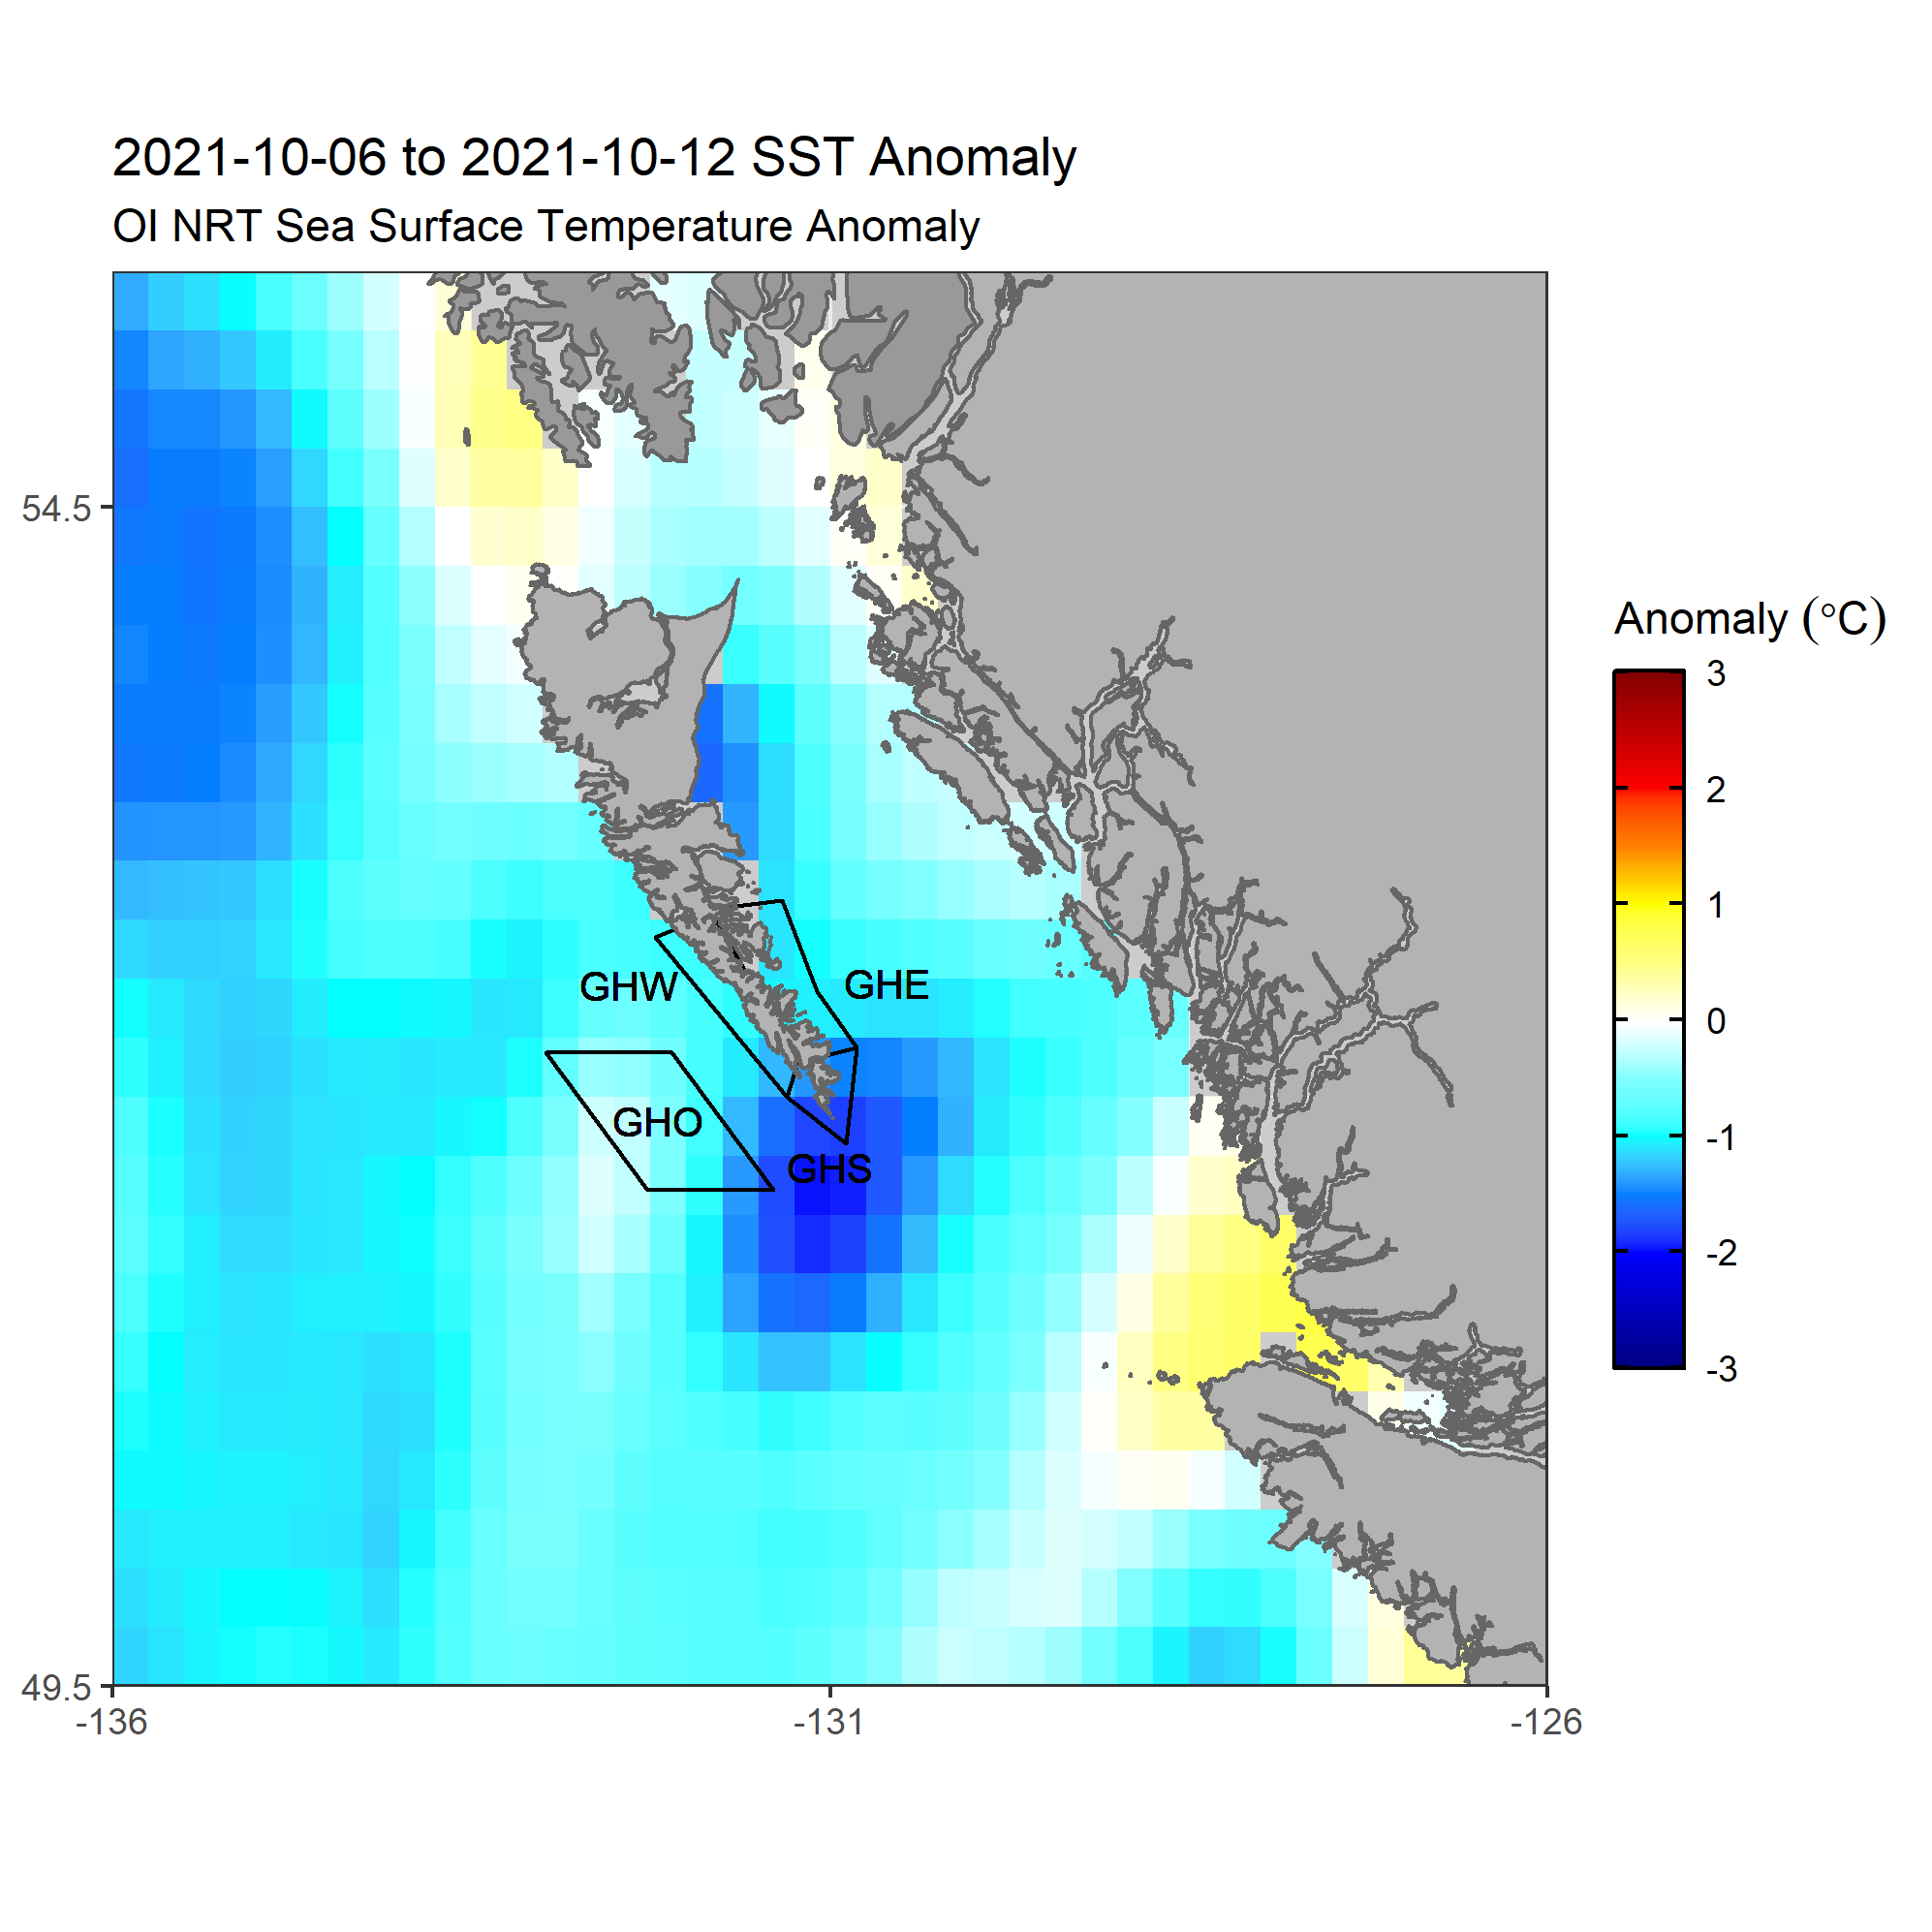 2021-10-06 to 2021-10-12 SST Anomaly
OI NRT Sea Surface Temperature Anomaly
54.5
49.5
-136
-131
-126
GHW
GHE
GHO
GHS
Anomaly (°C)
3
2
1
0
-1
-2
-3